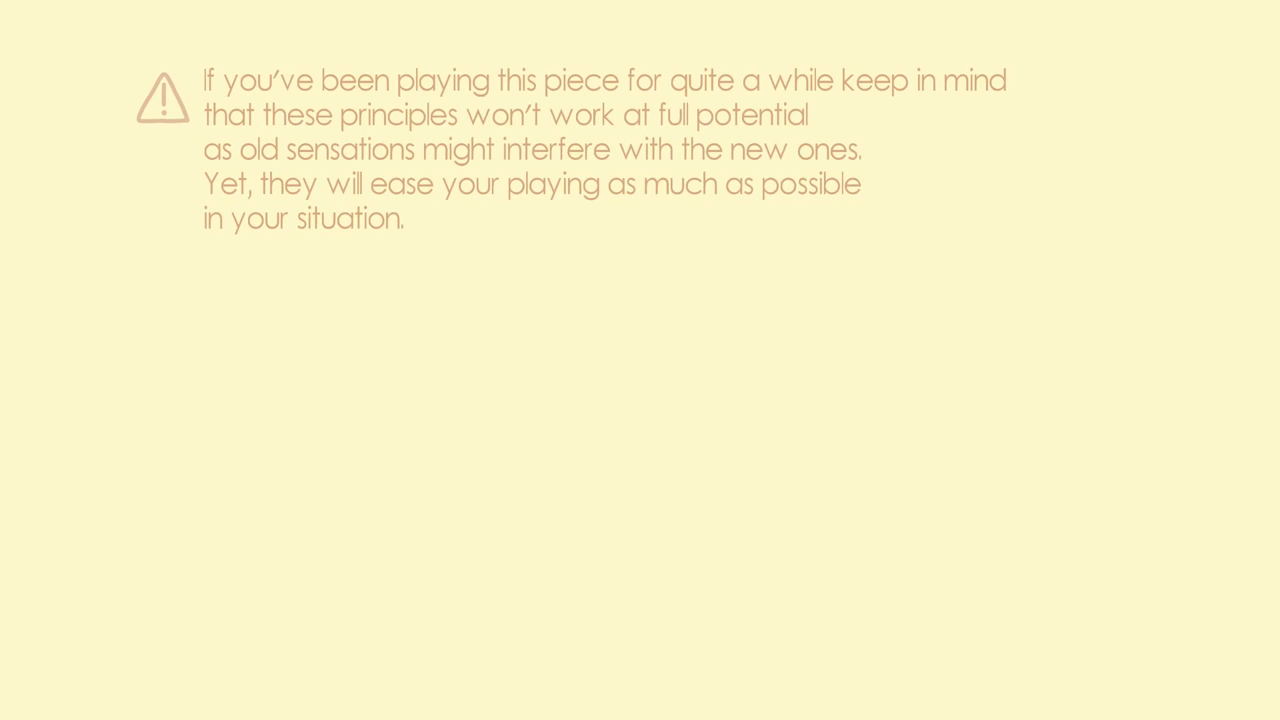 If you've been playing this piece for quite a while keep in mind
that these principles won't work at full potential
as old sensations might interfere with the new ones.
Yet, they will ease your playing as much as possible
in your situation.